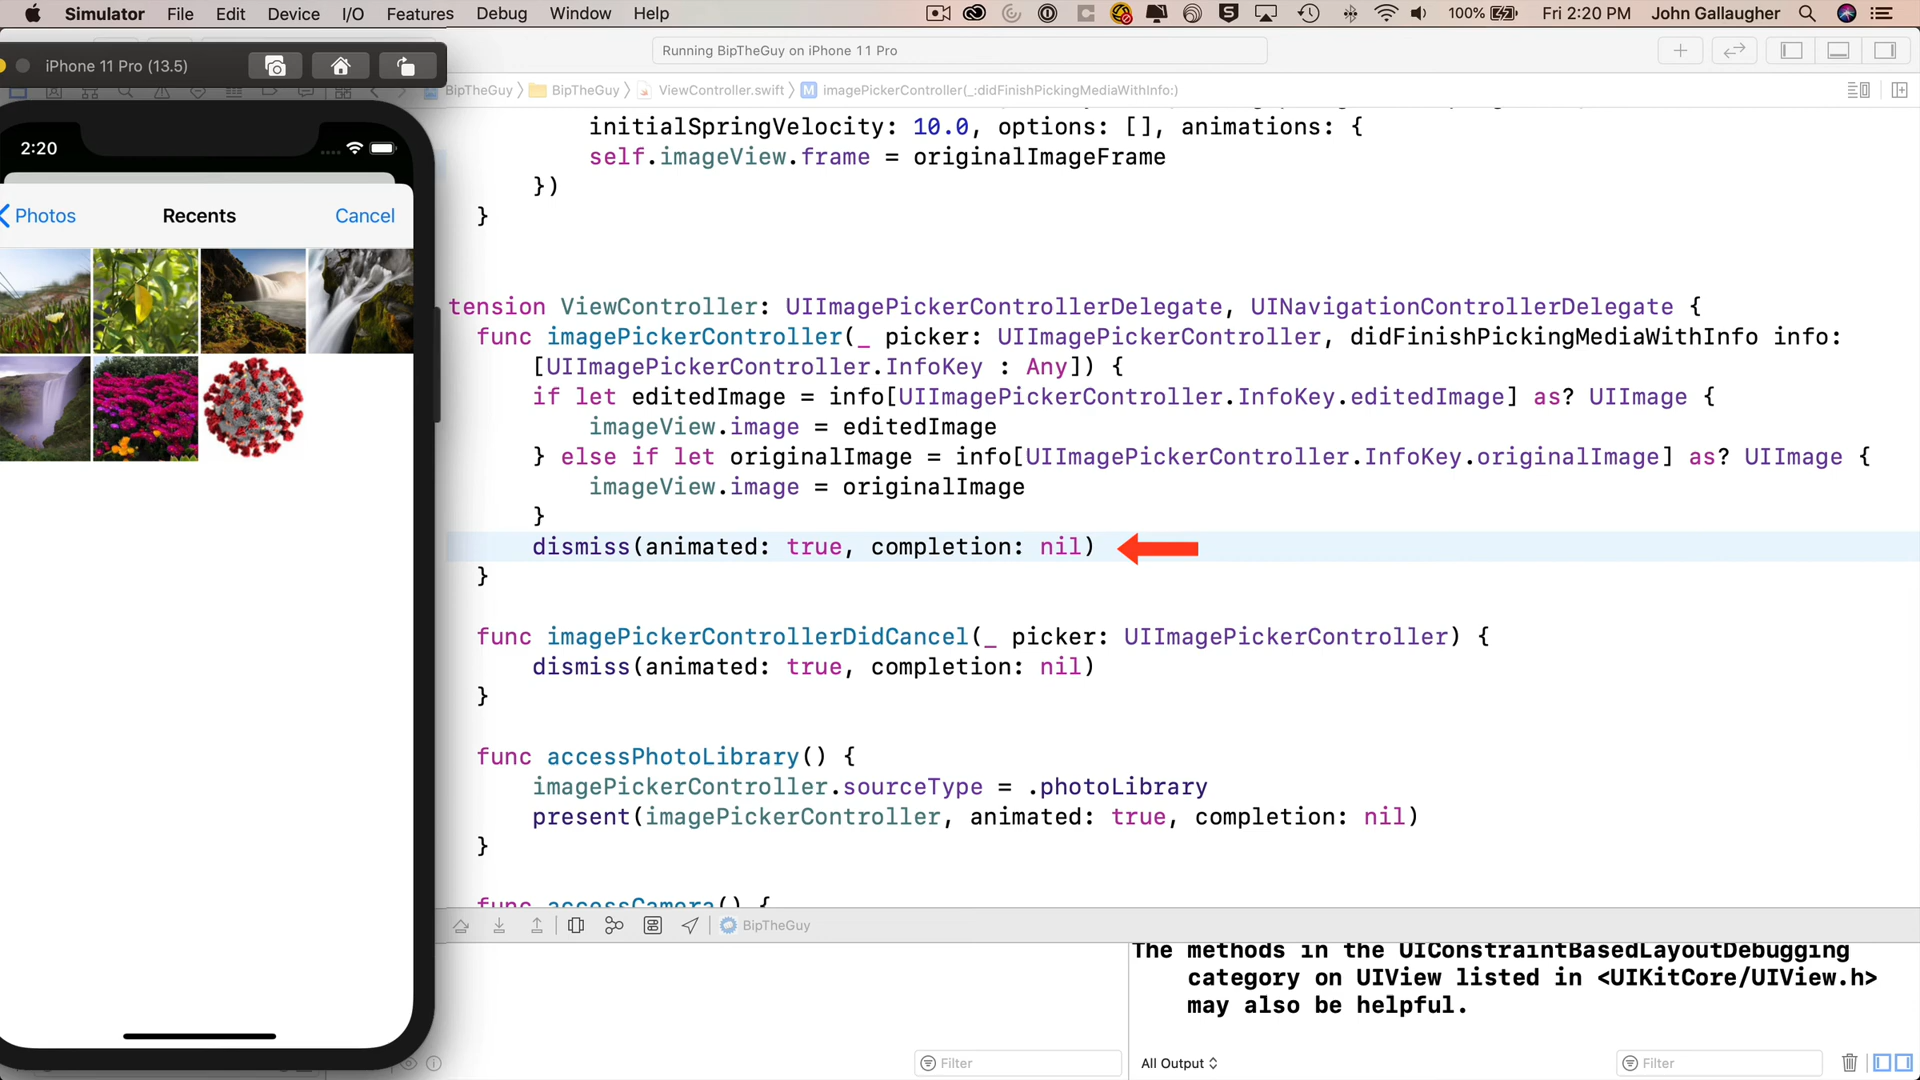 Simulator File Edit Device I/O Features Debug Window Help 100% Fri 2:20 PM John Gallaugher
Running BipTheGuy on iPhone 11 Pro
iPhone 11 Pro (13.5)
BipTheGuy BipTheGuy ViewController.swift M imagePickerController(_:didFinishPickingMediaWithInfo:)
2:20
Photos Recents Cancel
initialSpringVelocity: 10.0, options: [], animations: {
self.imageView.frame = originalImageFrame
})
}
tension ViewController: UIImagePickerControllerDelegate, UINavigationControllerDelegate {
func imagePickerController(_ picker: UIImagePickerController, didFinishPickingMediaWithInfo info:
[UIImagePickerController.InfoKey : Any]) {
if let editedImage = info[UIImagePickerController.InfoKey.editedImage] as? UIImage {
imageView.image = editedImage
} else if let originalImage = info[UIImagePickerController.InfoKey.originalImage] as? UIImage {
imageView.image = originalImage
}
dismiss(animated: true, completion: nil)
}
func imagePickerControllerDidCancel(_ picker: UIImagePickerController) {
dismiss(animated: true, completion: nil)
}
func accessPhotoLibrary() {
imagePickerController.sourceType = .photoLibrary
present(imagePickerController, animated: true, completion: nil)
}
func accessCamera() {
BipTheGuy
The methods in the UIConstraintBasedLayoutDebugging
category on UIView listed in <UIKitCore/UIView.h>
may also be helpful.
Filter All Output Filter